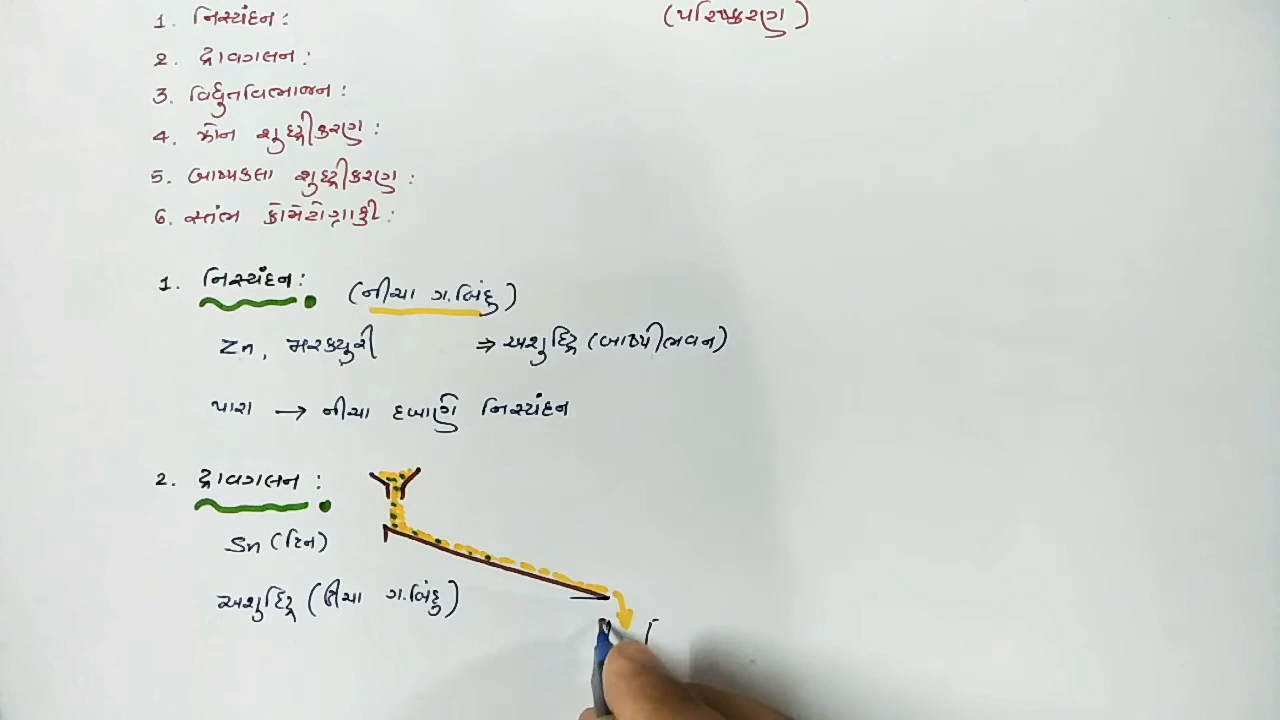 (પરિષ્કરણ)
1. નિસ્યંદન :
2. દ્રાવગલન :
3. વિર્ધુતવિભાજન :
4. ઝોન શુદ્ધીકરણ :
5. બાષ્પકલા શુદ્ધીકરણ :
6. સ્તંભ ક્રોમેટોગ્રાફી :
1. નિસ્યંદન : (નીચા ગ.બિંદુ)
Zn, મરક્યુરી ⇒ અશુદ્ધિ (બાષ્પીભવન)
પારા → નીચા દબાણે નિસ્યંદન
2. દ્રાવગલન :
Sn (ટિન)
અશુદ્ધિ (ઊંચા ગ.બિંદુ)